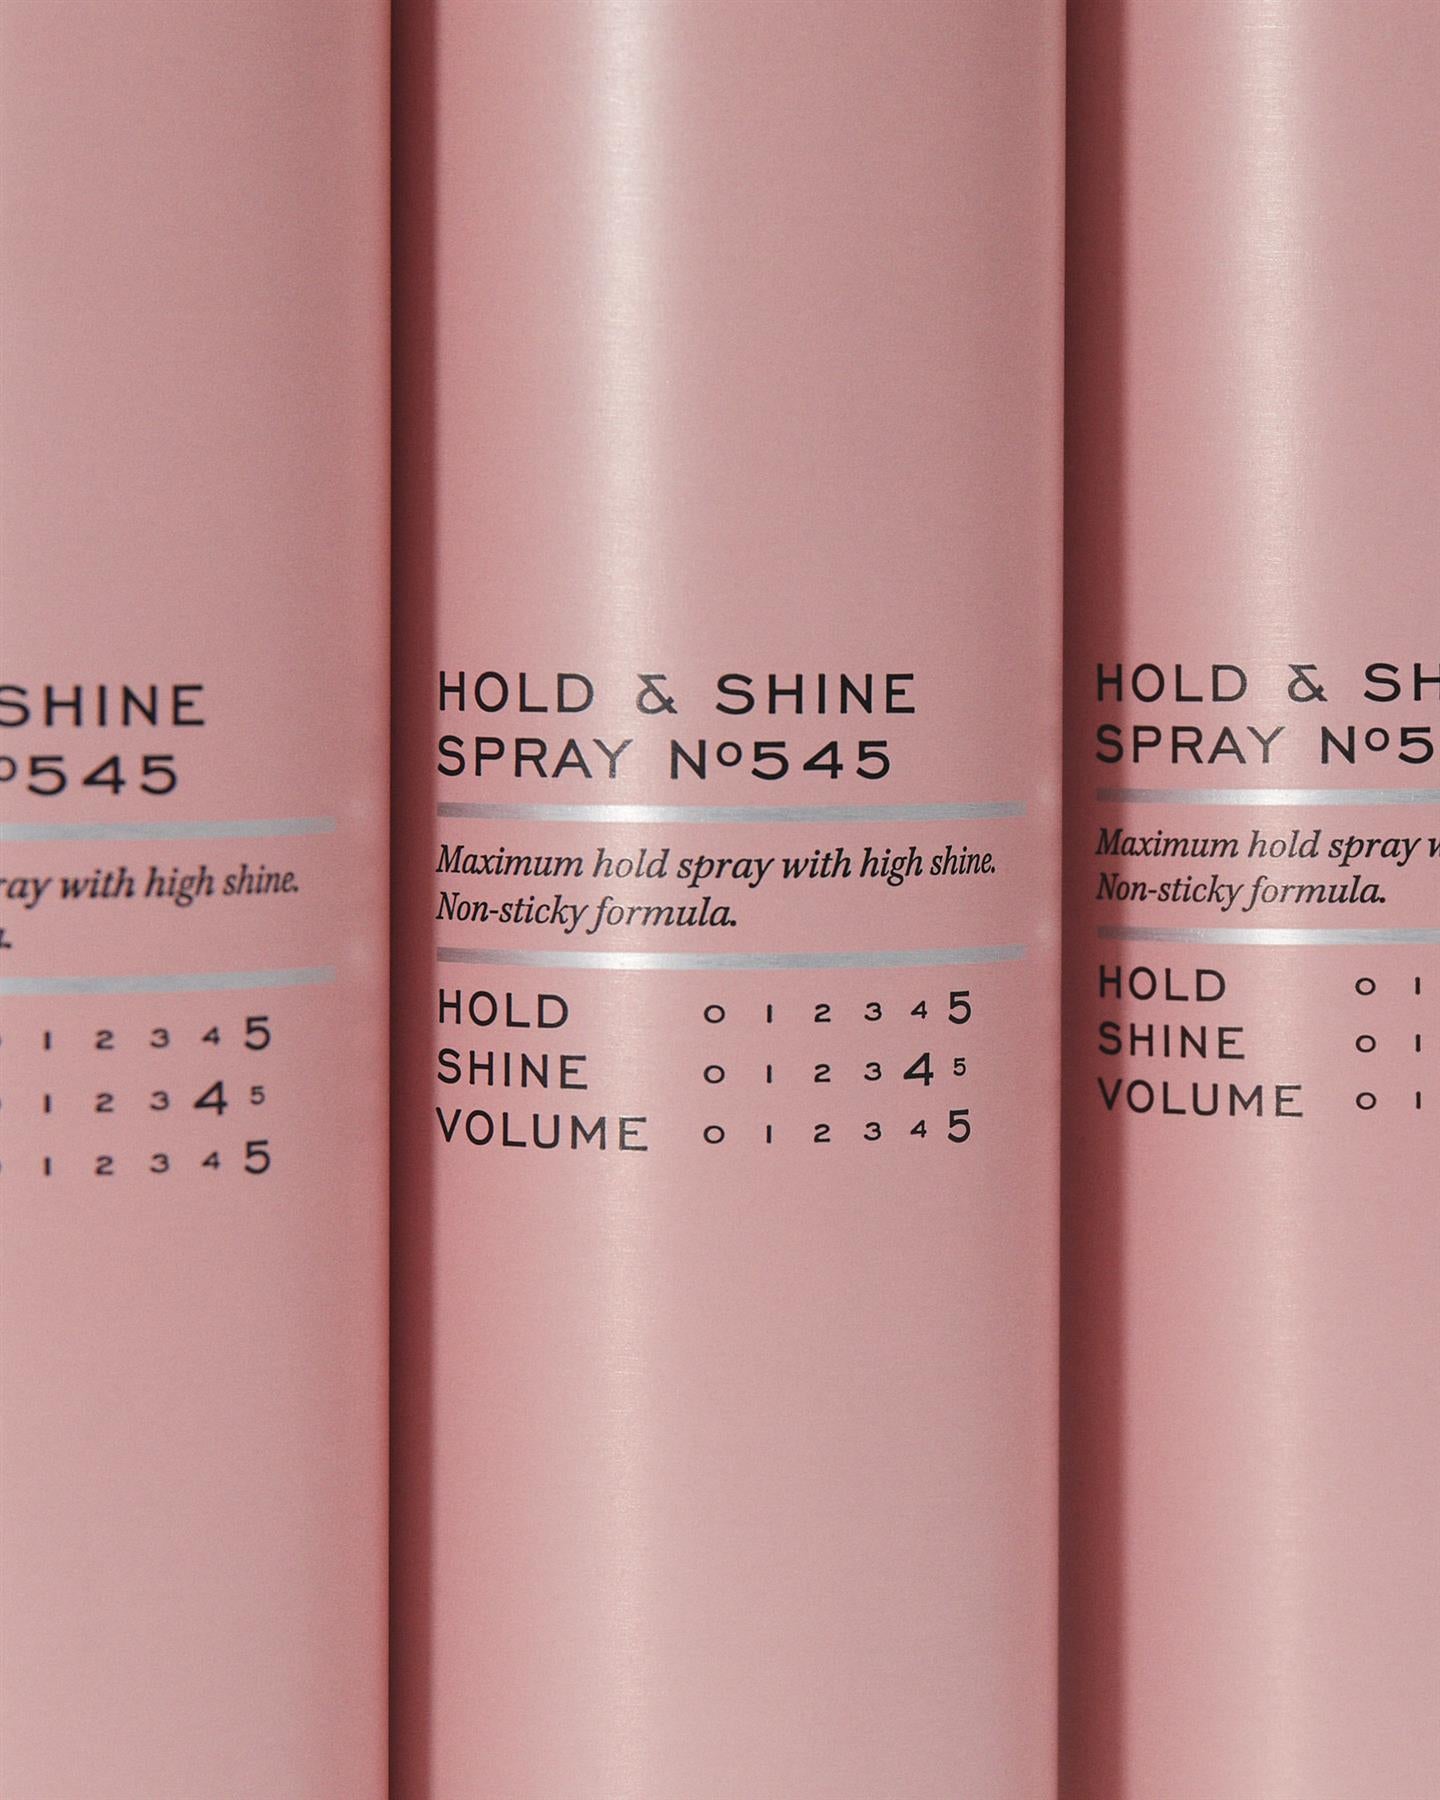 SHINE
º545
ray with high shine.
1 2 3 4 5
1 2 3 4 5
1 2 3 4 5
HOLD & SHINE
SPRAY Nº545
Maximum hold spray with high shine.
Non-sticky formula.
HOLD 0 1 2 3 4 5
SHINE 0 1 2 3 4 5
VOLUME 0 1 2 3 4 5
HOLD & SH
SPRAY Nº5
Maximum hold spray w
Non-sticky formula.
HOLD 0 1
SHINE 0 1
VOLUME 0 1